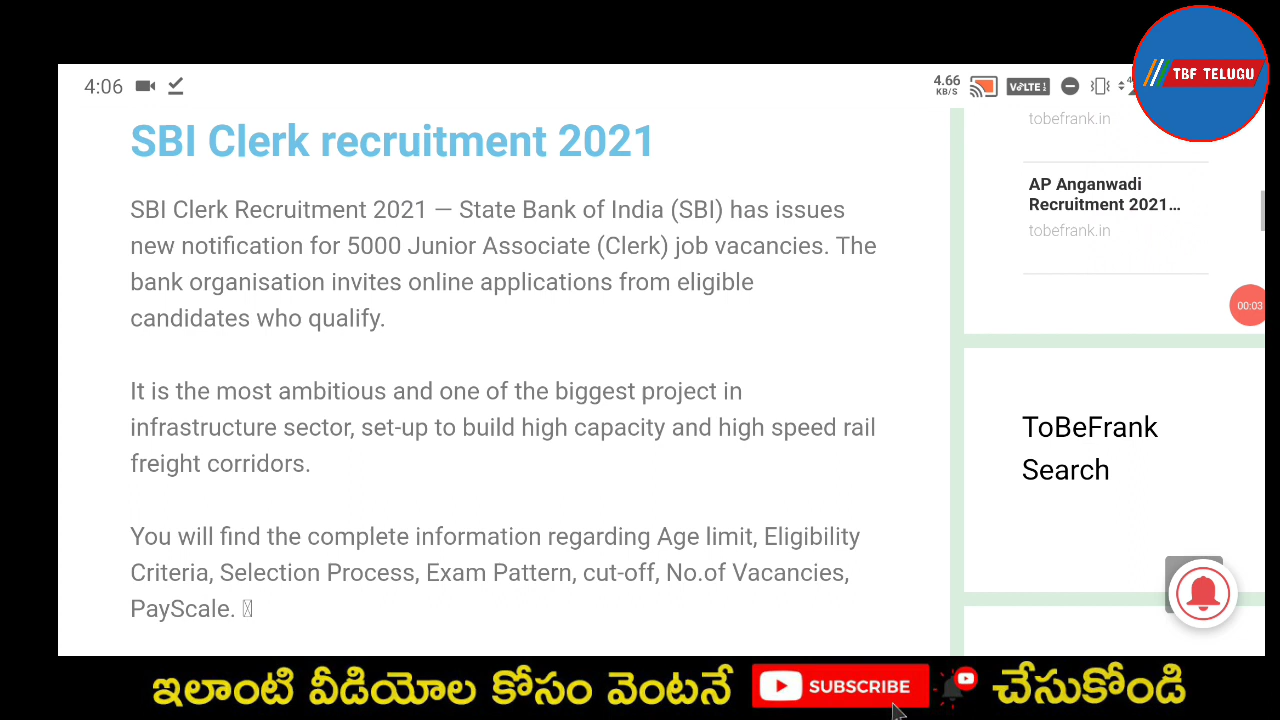 4:06
4.66
KB/S
VoLTE
TBF TELUGU
SBI Clerk recruitment 2021
SBI Clerk Recruitment 2021 — State Bank of India (SBI) has issues
new notification for 5000 Junior Associate (Clerk) job vacancies. The
bank organisation invites online applications from eligible
candidates who qualify.
It is the most ambitious and one of the biggest project in
infrastructure sector, set-up to build high capacity and high speed rail
freight corridors.
You will find the complete information regarding Age limit, Eligibility
Criteria, Selection Process, Exam Pattern, cut-off, No.of Vacancies,
PayScale.
tobefrank.in
AP Anganwadi
Recruitment 2021…
tobefrank.in
00:03
ToBeFrank
Search
ఇలాంటి వీడియోల కోసం వెంటనే SUBSCRIBE చేసుకోండి